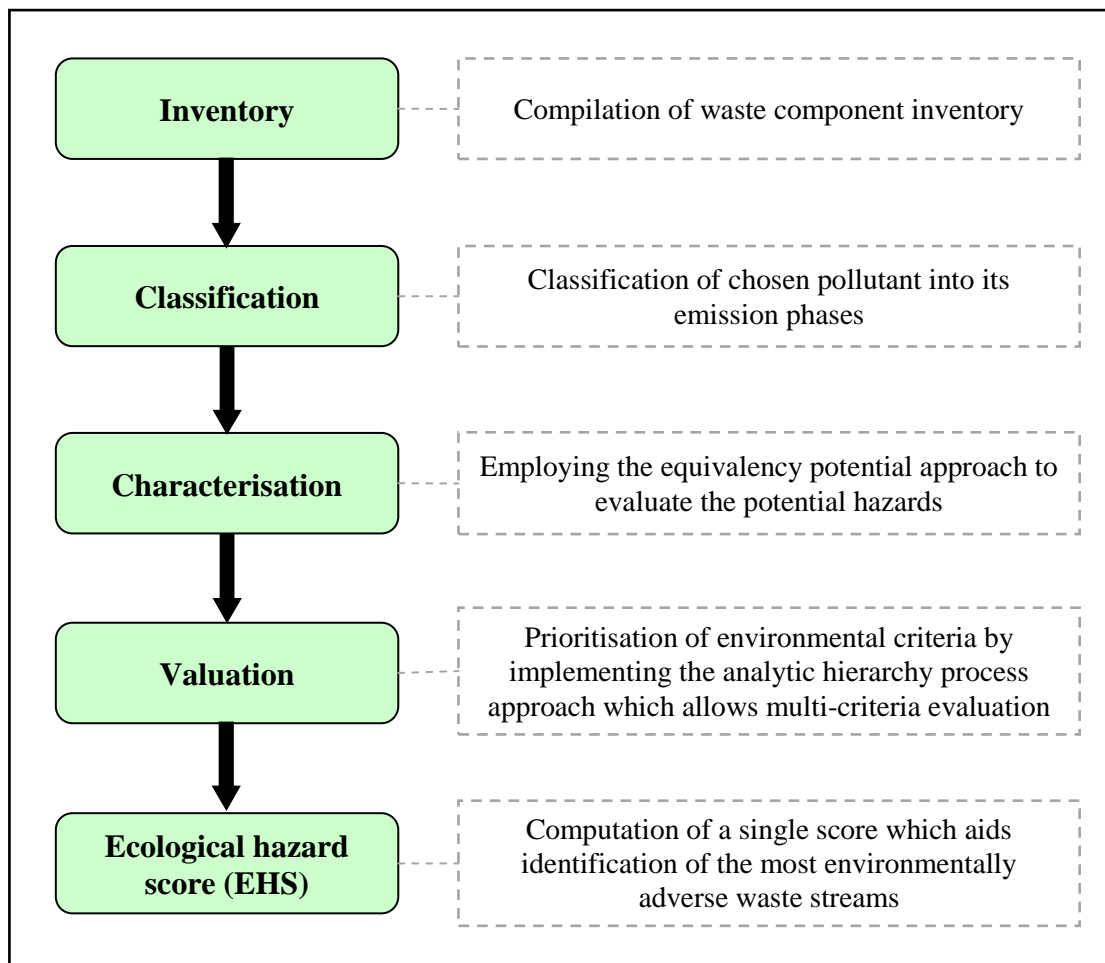 Inventory
Compilation of waste component inventory
Classification
Classification of chosen pollutant into its
emission phases
Characterisation
Employing the equivalency potential approach to
evaluate the potential hazards
Valuation
Prioritisation of environmental criteria by
implementing the analytic hierarchy process
approach which allows multi-criteria evaluation
Ecological hazard
score (EHS)
Computation of a single score which aids
identification of the most environmentally
adverse waste streams